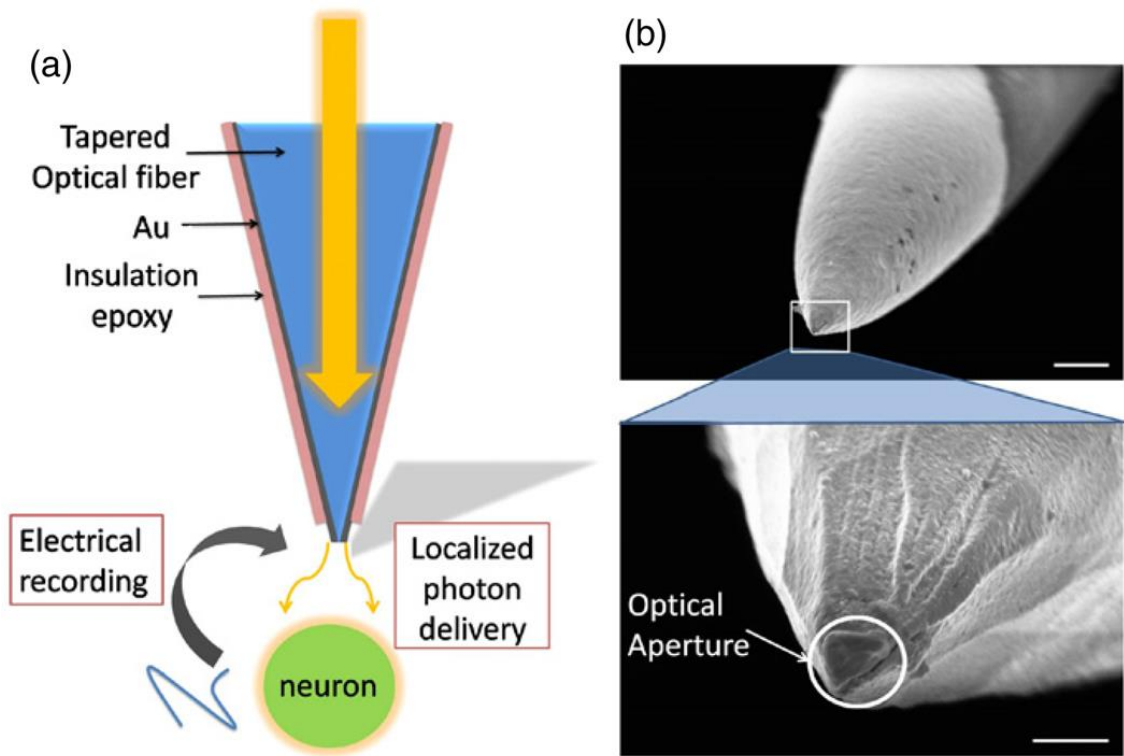 (a)
Tapered
Optical fiber
Au
Insulation
epoxy
Electrical
recording
Localized
photon
delivery
neuron
(b)
Optical
Aperture